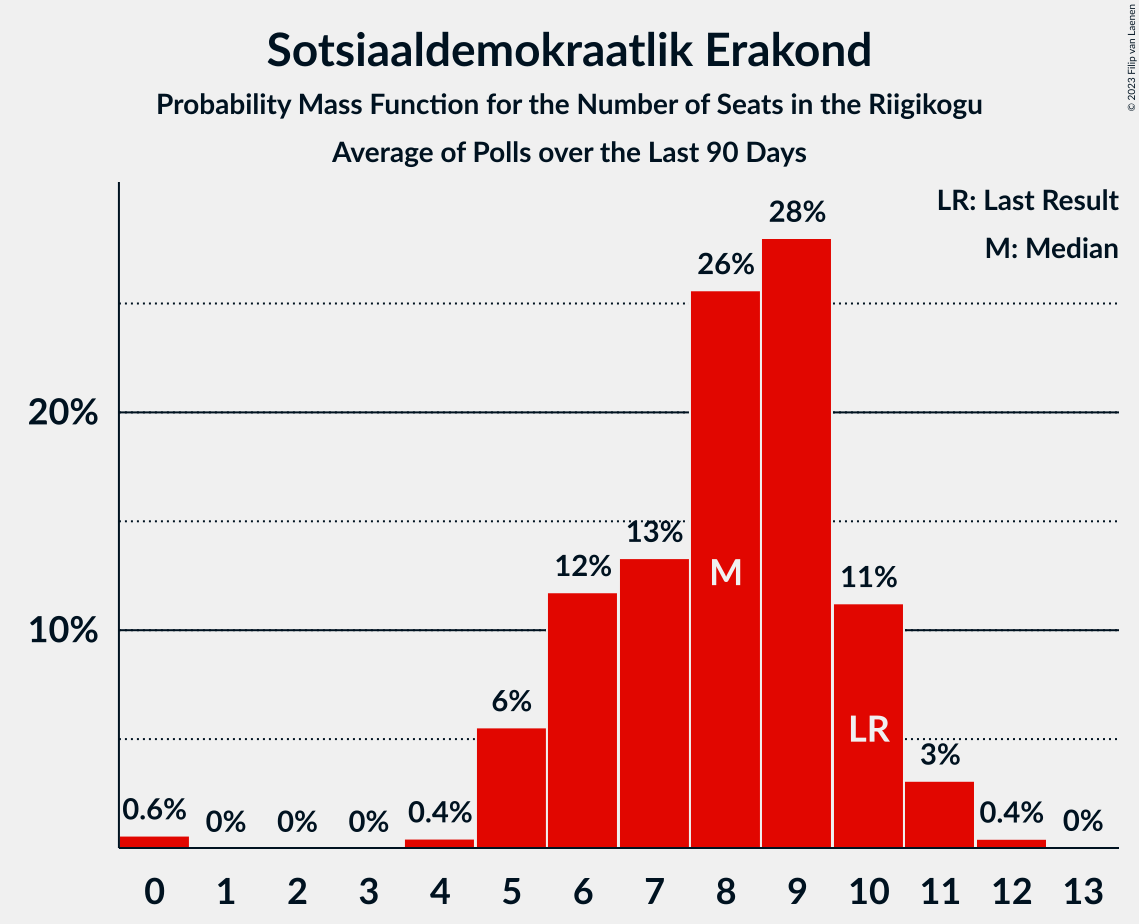 Sotsiaaldemokraatlik Erakond
Probability Mass Function for the Number of Seats in the Riigikogu
Average of Polls over the Last 90 Days
© 2023 Filip van Laenen
LR: Last Result
M: Median
28%
26%
20%
13%
12%
M
11%
10%
6%
LR
3%
0.6%
0%
0%
0%
0.4%
0.4%
0%
0 1 2 3 4 5 6 7 8 9 10 11 12 13